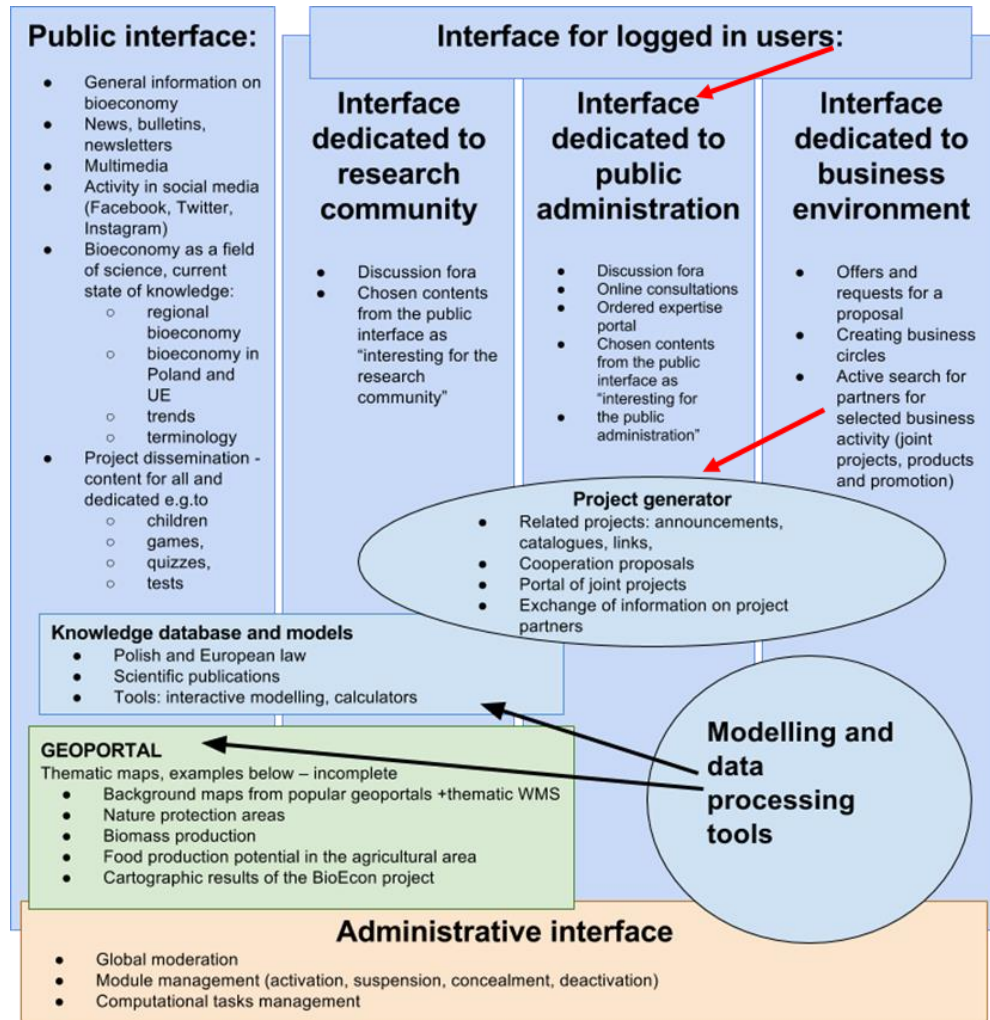 Public interface:
● General information on
bioeconomy
● News, bulletins,
newsletters
● Multimedia
● Activity in social media
(Facebook, Twitter,
Instagram)
● Bioeconomy as a field
of science, current
state of knowledge:
○ regional
bioeconomy
○ bioeconomy in
Poland and
UE
○ trends
○ terminology
● Project dissemination -
content for all and
dedicated e.g.to
○ children
○ games,
○ quizzes,
○ tests
Interface for logged in users:
Interface
dedicated to
research
community
● Discussion fora
● Chosen contents
from the public
interface as
“interesting for the
research
community”
Interface
dedicated to
public
administration
● Discussion fora
● Online consultations
● Ordered expertise
portal
● Chosen contents
from the public
interface as
“interesting for
● the public
administration”
Interface
dedicated to
business
environment
● Offers and
requests for a
proposal
● Creating business
circles
● Active search for
partners for
selected business
activity (joint
projects, products
and promotion)
Project generator
● Related projects: announcements,
catalogues, links,
● Cooperation proposals
● Portal of joint projects
● Exchange of information on project
partners
Knowledge database and models
● Polish and European law
● Scientific publications
● Tools: interactive modelling, calculators
GEOPORTAL
Thematic maps, examples below – incomplete
● Background maps from popular geoportals +thematic WMS
● Nature protection areas
● Biomass production
● Food production potential in the agricultural area
● Cartographic results of the BioEcon project
Modelling and
data
processing
tools
Administrative interface
● Global moderation
● Module management (activation, suspension, concealment, deactivation)
● Computational tasks management